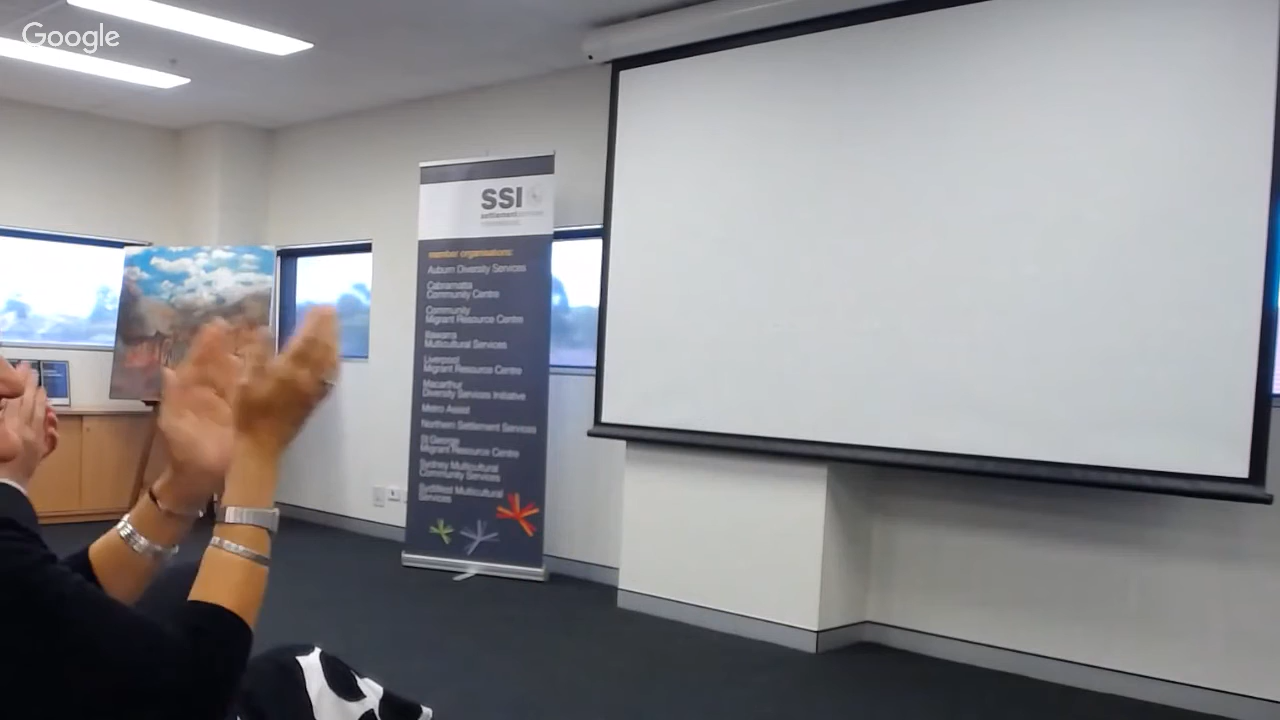 Google
SSI
settlement services
member organisations:
Auburn Diversity Services
Cabramatta
Community Centre
Community
Migrant Resource Centre
Illawarra
Multicultural Services
Liverpool
Migrant Resource Centre
Macarthur
Diversity Services Initiative
Metro Assist
Northern Settlement Services
St George
Migrant Resource Centre
Sydney Multicultural
Community Services
SydWest Multicultural
Services